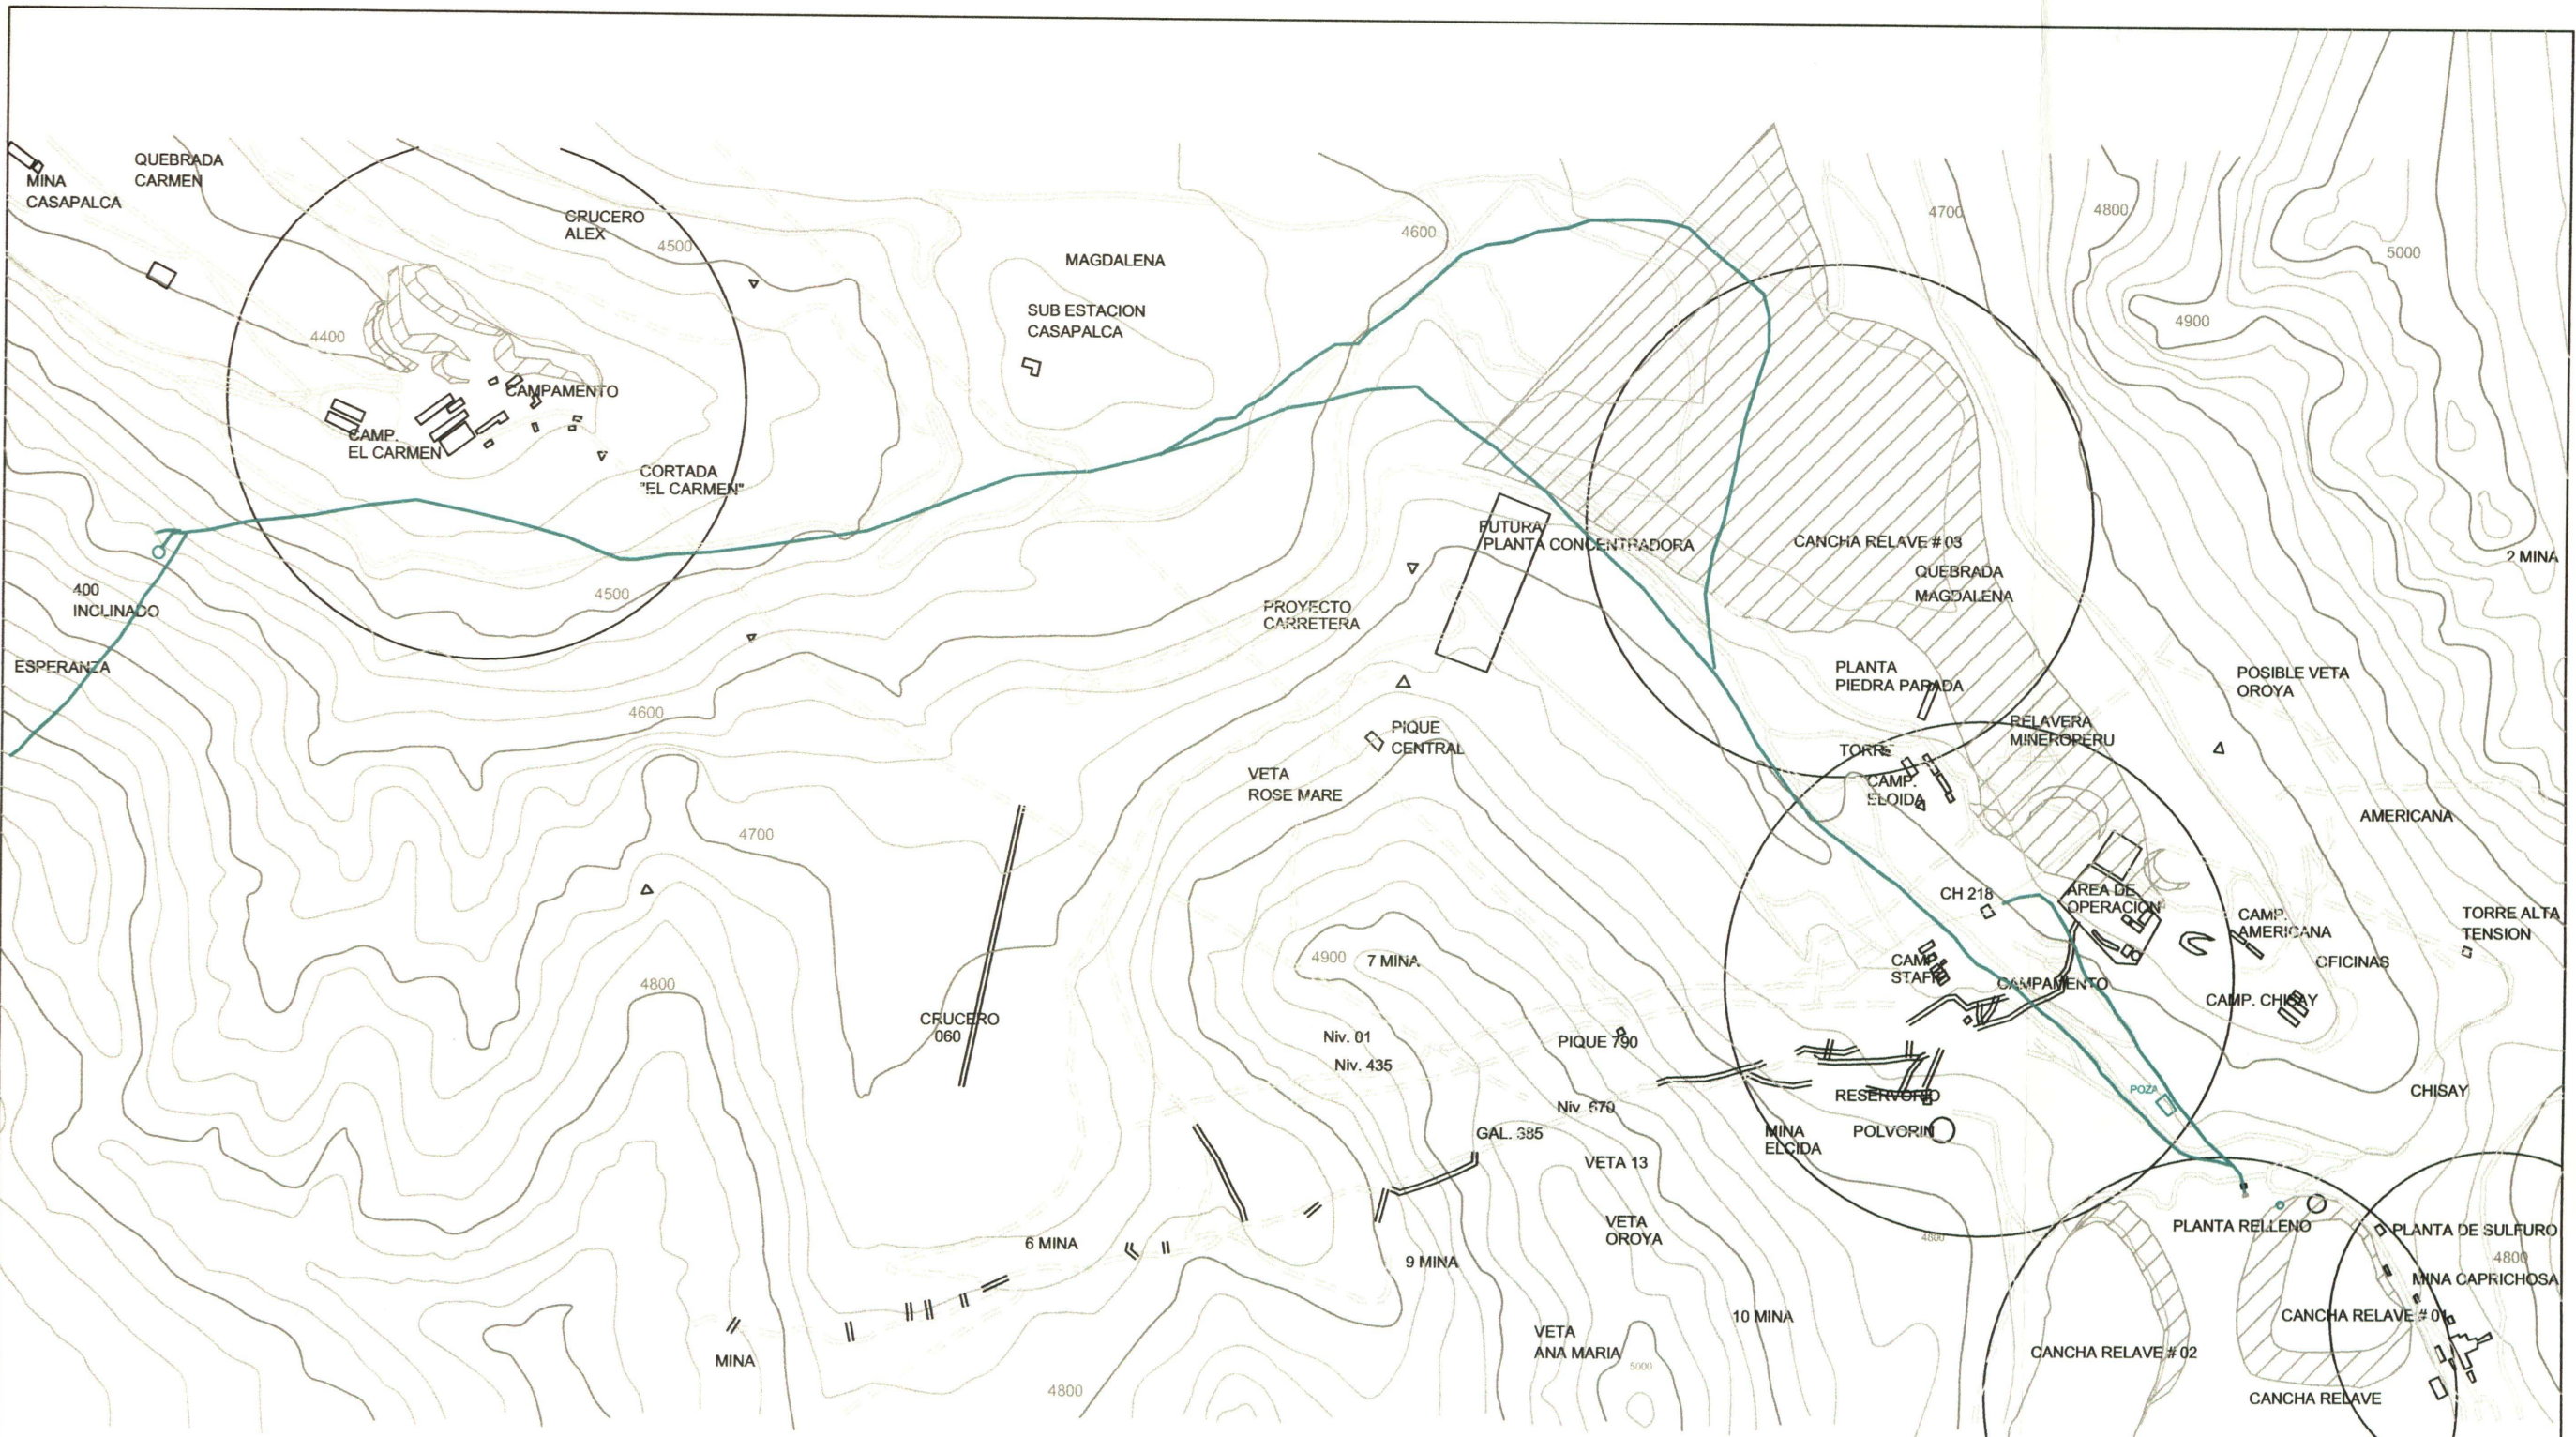 MINA
CASAPALCA
QUEBRADA
CARMEN
CRUCERO
ALEX
4500
4400
CAMPAMENTO
CAMP.
EL CARMEN
CORTADA
"EL CARMEN"
MAGDALENA
SUB ESTACION
CASAPALCA
4600
4700
4800
5000
4900
400
INCLINADO
ESPERANZA
4500
4600
4700
4800
FUTURA
PLANTA CONCENTRADORA
CANCHA RELAVE # 03
QUEBRADA
MAGDALENA
2 MINA
PROYECTO
CARRETERA
PLANTA
PIEDRA PARADA
POSIBLE VETA
OROYA
RELAVERA
MINEROPERU
PIQUE
CENTRAL
TORRE
CAMP.
ELOIDA
VETA
ROSE MARE
AMERICANA
CH 218
AREA DE
OPERACION
CAMP.
AMERICANA
TORRE ALTA
TENSION
OFICINAS
CAMP.
STAFF
CAMPAMENTO
CAMP. CHISAY
4900
7 MINA
CRUCERO
060
Niv. 01
Niv. 435
PIQUE 790
POZA
CHISAY
RESERVORIO
Niv 670
GAL. 385
MINA
ELCIDA
POLVORIN
VETA 13
VETA
OROYA
6 MINA
9 MINA
4800
PLANTA RELLENO
PLANTA DE SULFURO
4800
MINA CAPRICHOSA
10 MINA
CANCHA RELAVE # 01
VETA
ANA MARIA
5000
CANCHA RELAVE # 02
MINA
4800
CANCHA RELAVE